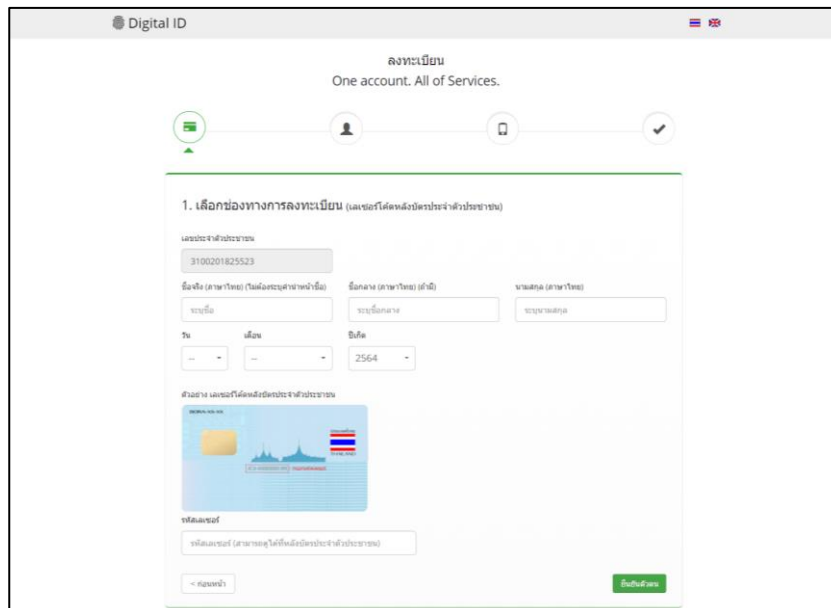 Digital ID
ลงทะเบียน
One account. All of Services.
1. เลือกช่องทางการลงทะเบียน (เลเซอร์โค้ดหลังบัตรประจำตัวประชาชน)
เลขประจำตัวประชาชน
3100201825523
ชื่อจริง (ภาษาไทย) (ไม่ต้องระบุคำนำหน้าชื่อ) ชื่อกลาง (ภาษาไทย) (ถ้ามี) นามสกุล (ภาษาไทย)
ระบุชื่อ ระบุชื่อกลาง ระบุนามสกุล
วัน เดือน ปีเกิด
-- -- 2564
ตัวอย่าง เลเซอร์โค้ดหลังบัตรประจำตัวประชาชน
รหัสเลเซอร์
รหัสเลเซอร์ (สามารถดูได้ที่หลังบัตรประจำตัวประชาชน)
< ก่อนหน้า ยืนยันตัวตน